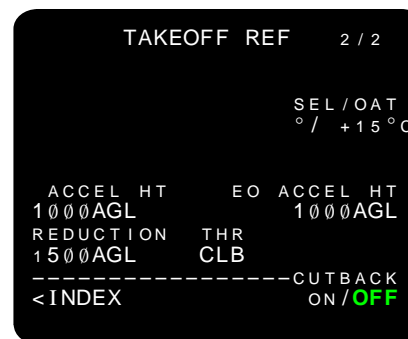 TAKEOFF REF 2/2
SEL/OAT
°/ +15°C
ACCEL HT EO ACCEL HT
1000AGL 1000AGL
REDUCTION THR
1500AGL CLB
------------------CUTBACK
<INDEX ON/OFF